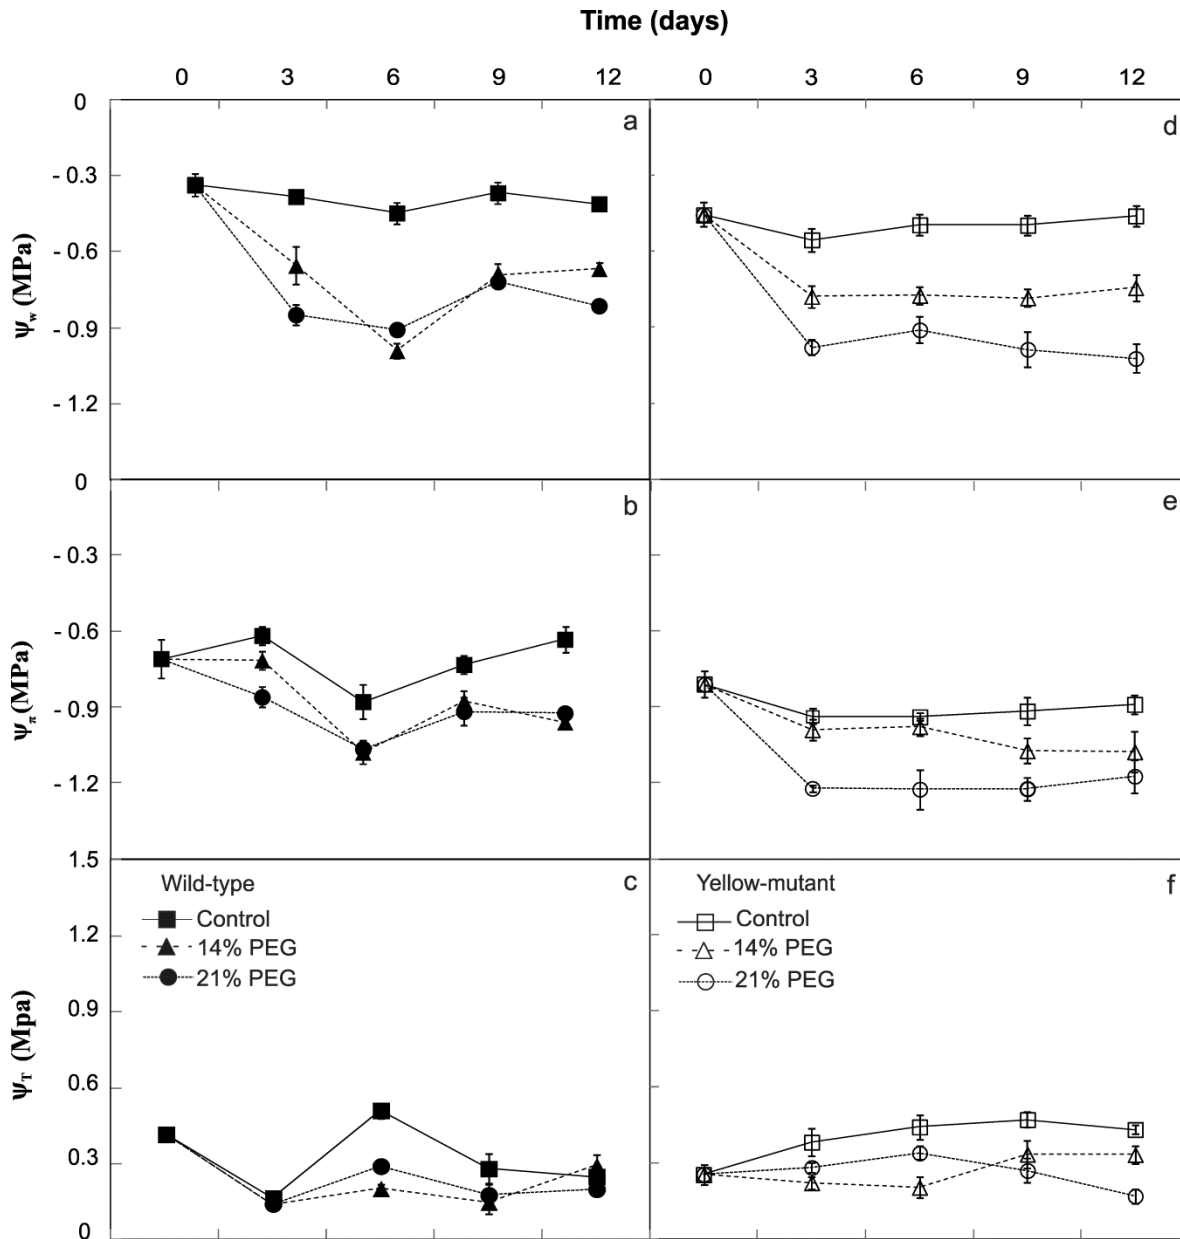 Time (days)
0 3 6 9 12 0 3 6 9 12
0
- 0.3
- 0.6
- 0.9
- 1.2
Ψw (MPa)
a
d
0
- 0.3
- 0.6
- 0.9
- 1.2
Ψπ (MPa)
b
e
1.5
1.2
0.9
0.6
0.3
0
ΨT (Mpa)
Wild-type
c
Control
14% PEG
21% PEG
Yellow-mutant
f
Control
14% PEG
21% PEG